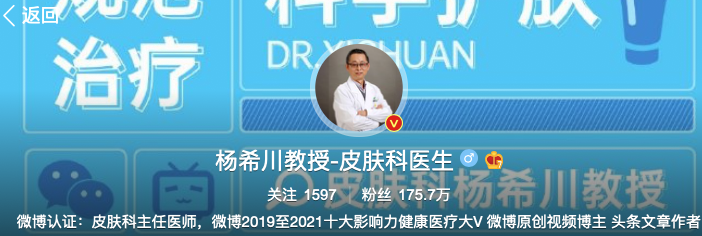 返回
科学护肤
治疗
DR.XICHUAN
杨希川教授-皮肤科医生
关注 1597 粉丝 175.7万
皮肤科杨希川教授
微博认证：皮肤科主任医师，微博2019至2021十大影响力健康医疗大V 微博原创视频博主 头条文章作者